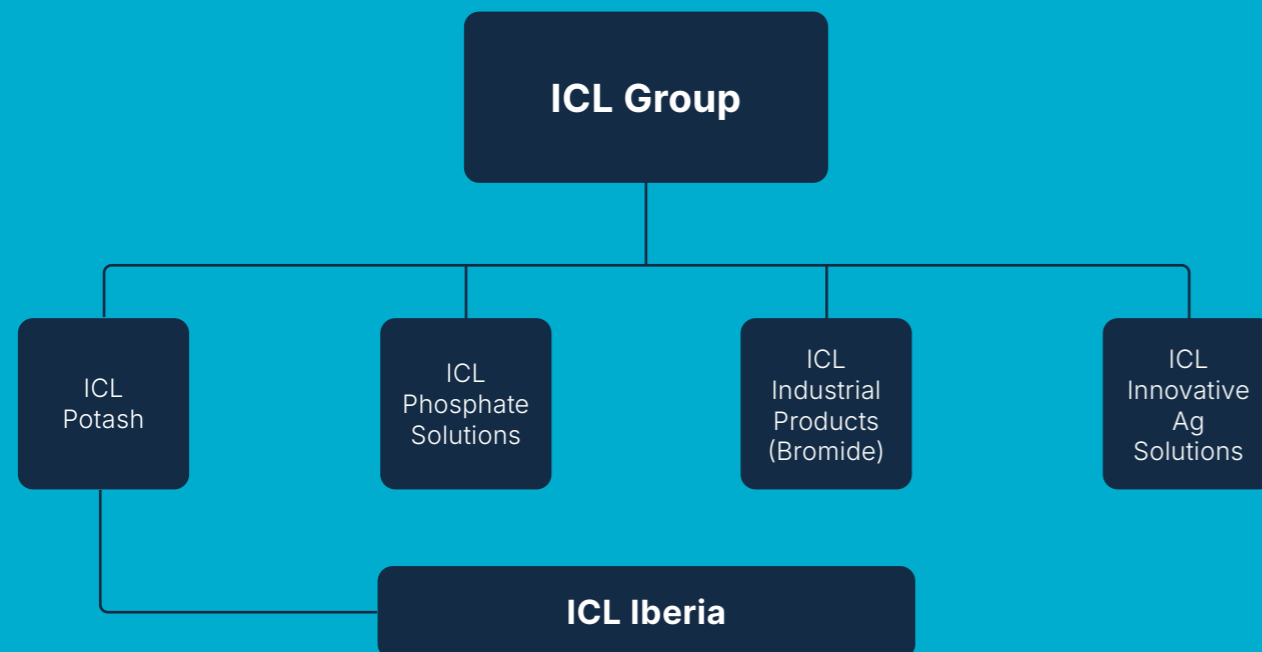 ICL Group
ICL
Potash
ICL
Phosphate
Solutions
ICL
Industrial
Products
(Bromide)
ICL
Innovative
Ag
Solutions
ICL Iberia